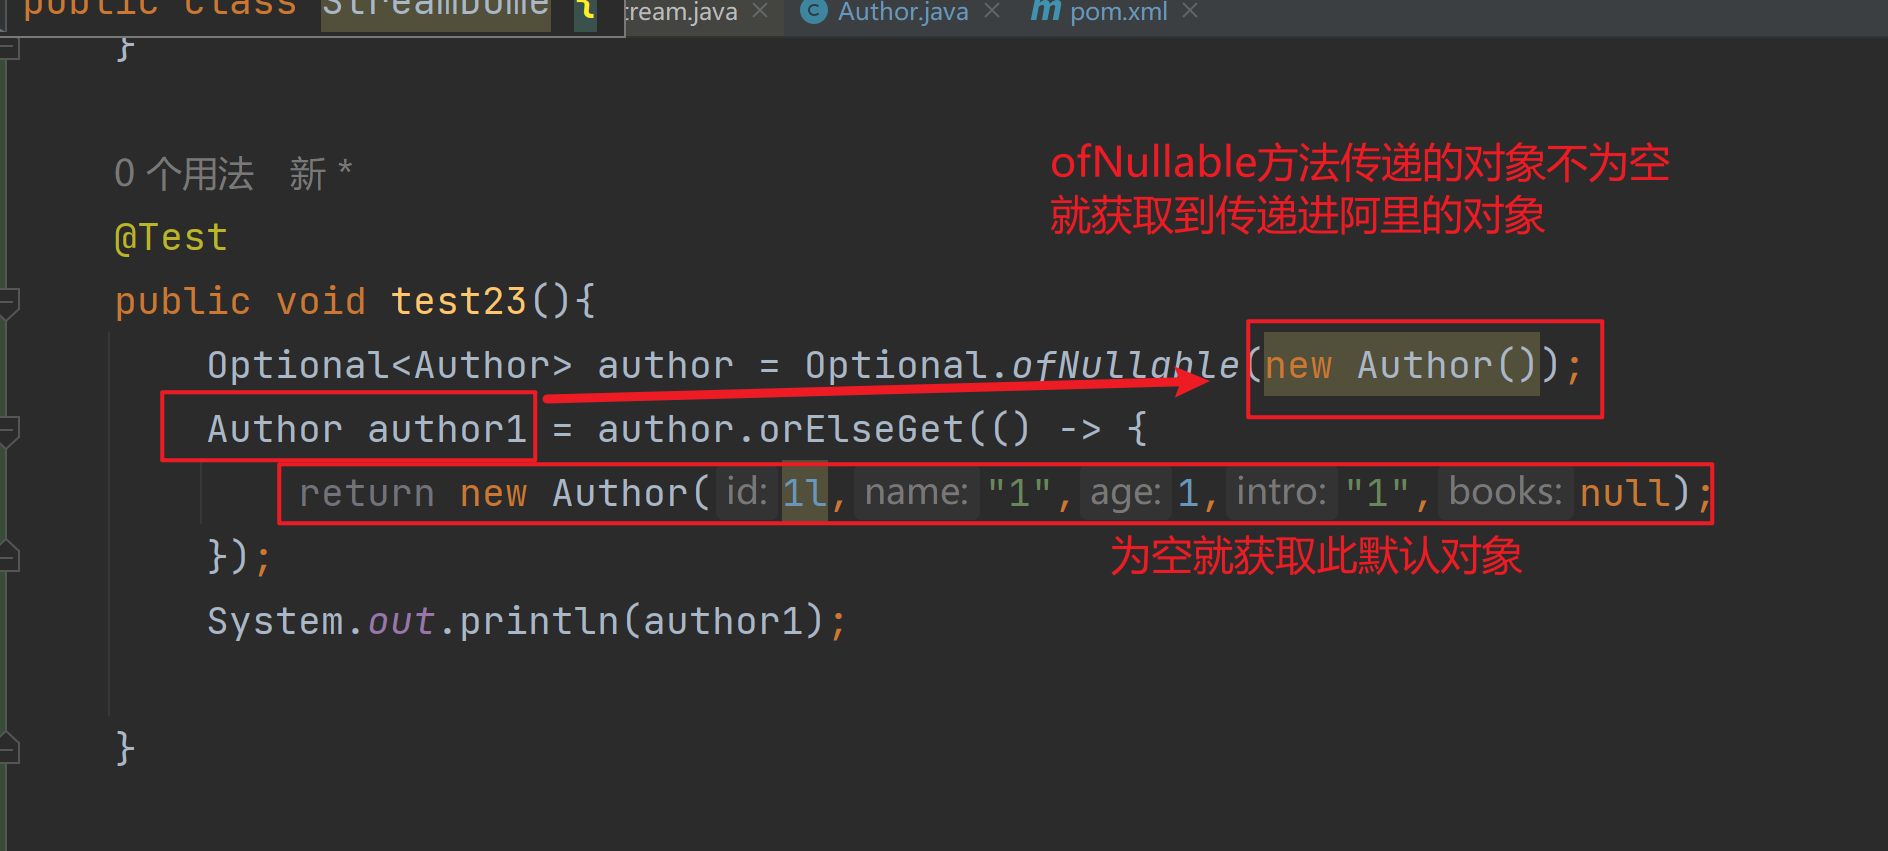 public class StreamDome {
tream.java Author.java m pom.xml
}
0 个用法 新 *
ofNullable方法传递的对象不为空
就获取到传递进阿里的对象
@Test
public void test23(){
Optional<Author> author = Optional.ofNullable(new Author());
Author author1 = author.orElseGet(() -> {
return new Author( id: 1l, name: "1", age: 1, intro: "1", books: null);
});
为空就获取此默认对象
System.out.println(author1);
}